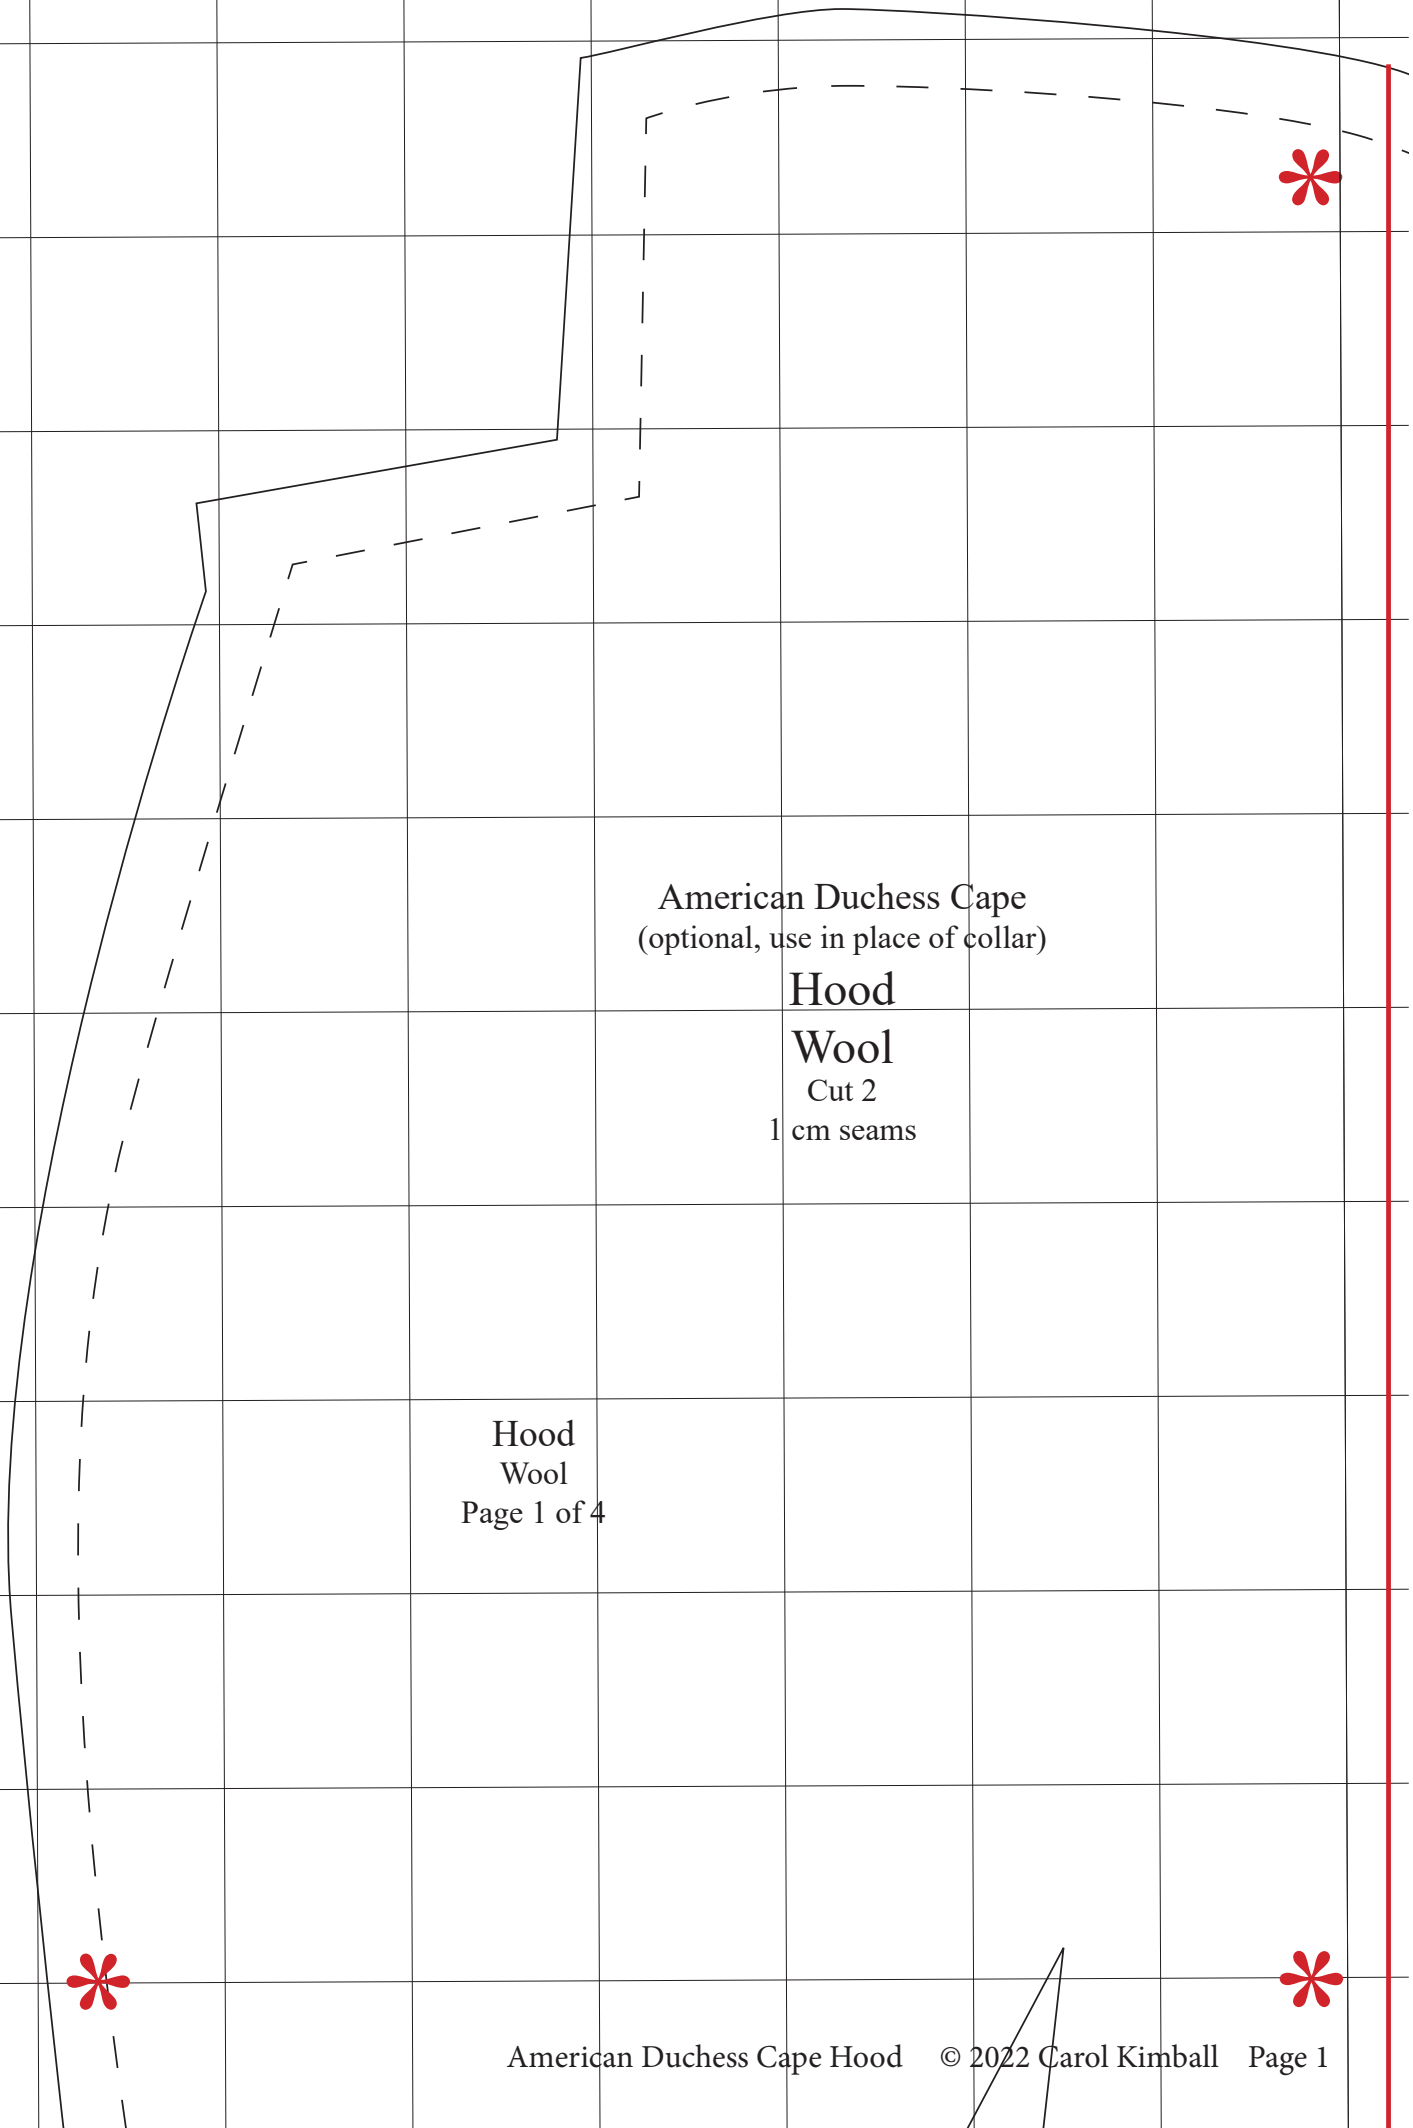 American Duchess Cape
(optional, use in place of collar)
Hood
Wool
Cut 2
1 cm seams
Hood
Wool
Page 1 of 4
American Duchess Cape Hood © 2022 Carol Kimball Page 1